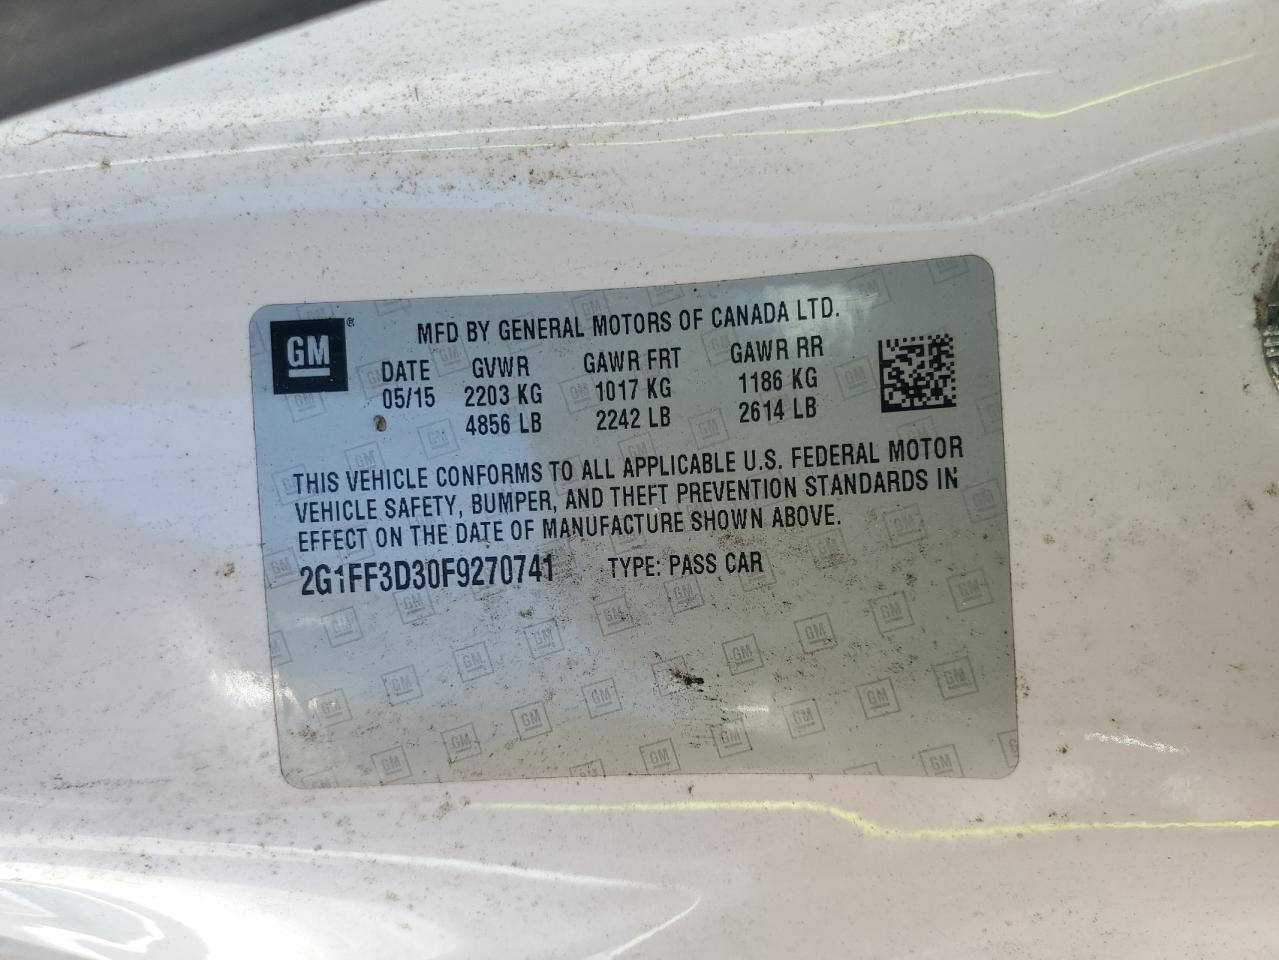 GM ®
MFD BY GENERAL MOTORS OF CANADA LTD.
DATE GVWR GAWR FRT GAWR RR
05/15 2203 KG 1017 KG 1186 KG
4856 LB 2242 LB 2614 LB
THIS VEHICLE CONFORMS TO ALL APPLICABLE U.S. FEDERAL MOTOR
VEHICLE SAFETY, BUMPER, AND THEFT PREVENTION STANDARDS IN
EFFECT ON THE DATE OF MANUFACTURE SHOWN ABOVE.
2G1FF3D30F9270741 TYPE: PASS CAR